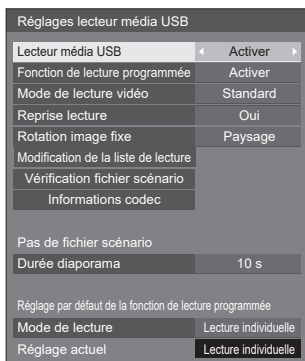 Réglages lecteur média USB
Lecteur média USB Activer
Fonction de lecture programmée Activer
Mode de lecture vidéo Standard
Reprise lecture Oui
Rotation image fixe Paysage
Modification de la liste de lecture
Vérification fichier scénario
Informations codec
Pas de fichier scénario
Durée diaporama 10 s
Réglage par défaut de la fonction de lecture programmée
Mode de lecture Lecture individuelle
Réglage actuel Lecture individuelle